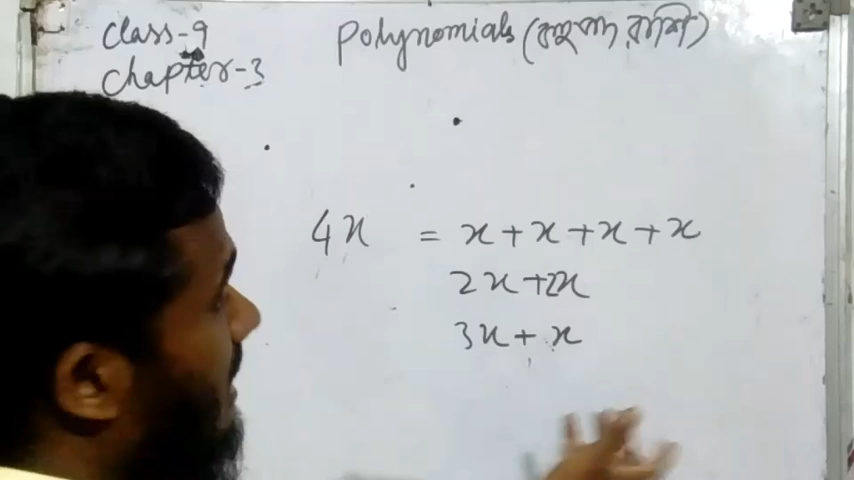 Class-9
Polynomials (বহুপদ রাশি)
Chapter-3
4x = x + x + x + x
2x + 2x
3x + x